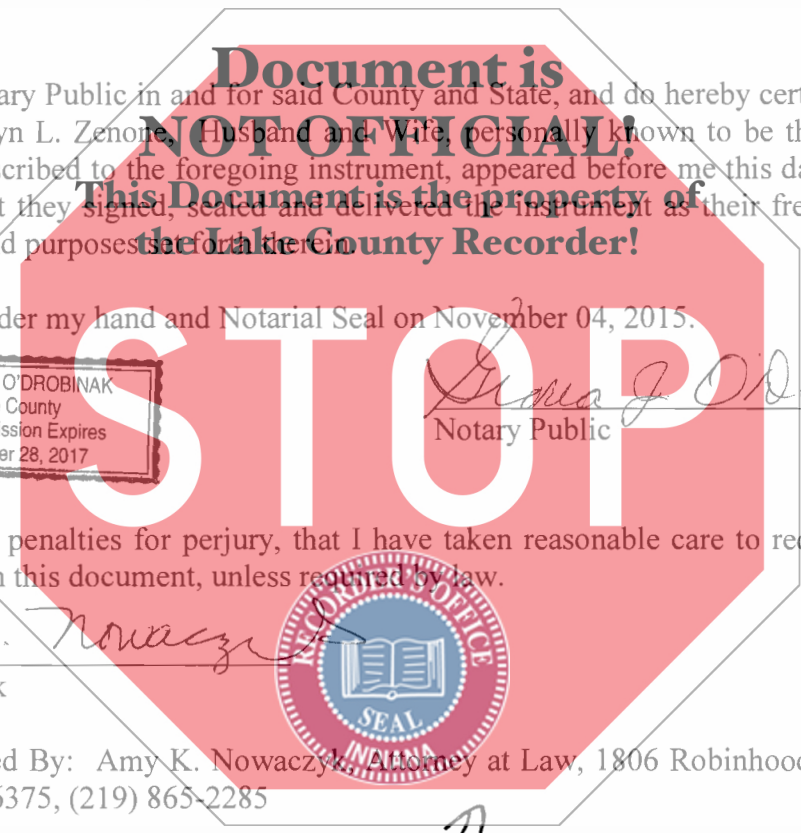 Document is
ary Public in and for said County and State, and do hereby cert
NOT OFFICIAL!
yn L. Zenone, Husband and Wife, personally known to be th
cribed to the foregoing instrument, appeared before me this da
This Document is the property of
t they signed, sealed and delivered the instrument as their fre
the Lake County Recorder!
d purposes set forth therein.
der my hand and Notarial Seal on November 04, 2015.
STOP
O'DROBINAK
County
ssion Expires
er 28, 2017
Notary Public
penalties for perjury, that I have taken reasonable care to red
n this document, unless required by law.
Nowaczyk
k
RECORDER'S OFFICE
SEAL
INDIANA
ed By: Amy K. Nowaczyk, Attorney at Law, 1806 Robinhood
6375, (219) 865-2285